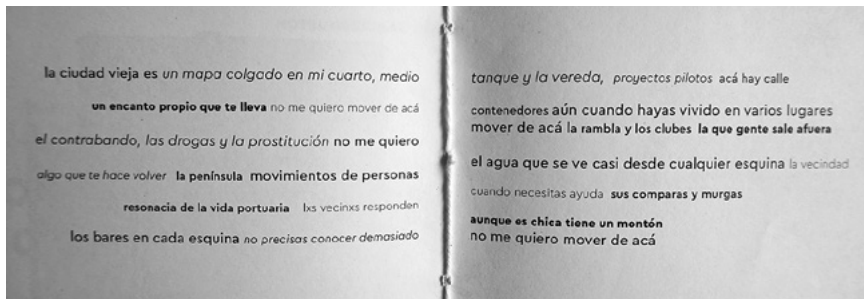 la ciudad vieja es un mapa colgado en mi cuarto, medio
un encanto propio que te lleva no me quiero mover de acá
el contrabando, las drogas y la prostitución no me quiero
algo que te hace volver la península movimientos de personas
resonacia de la vida portuaria lxs vecinxs responden
los bares en cada esquina no precisas conocer demasiado
tanque y la vereda, proyectos pilotos acá hay calle
contenedores aún cuando hayas vivido en varios lugares
mover de acá la rambla y los clubes la que gente sale afuera
el agua que se ve casi desde cualquier esquina la vecindad
cuando necesitas ayuda sus comparas y murgas
aunque es chica tiene un montón
no me quiero mover de acá